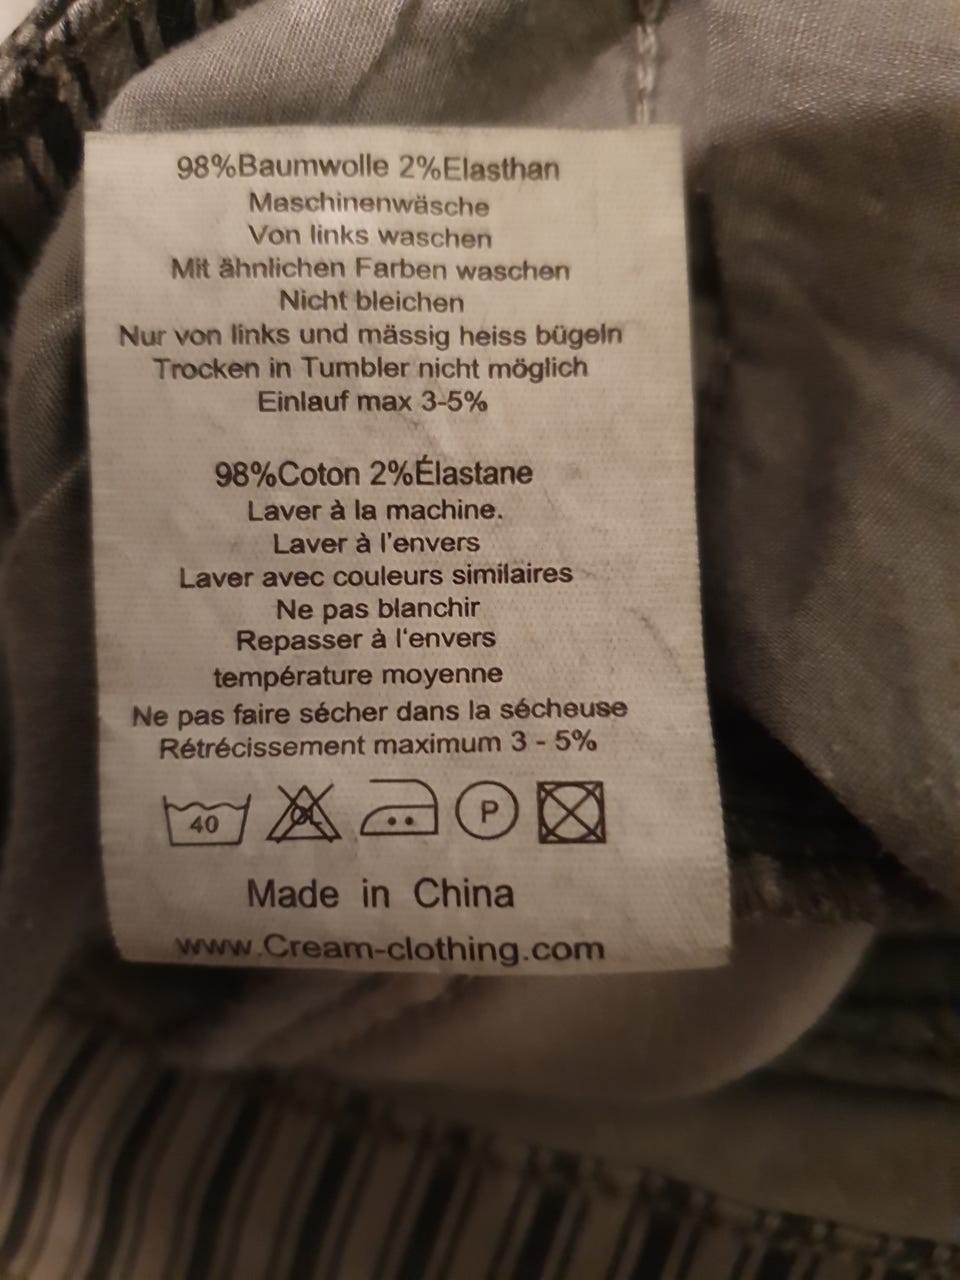 98%Baumwolle 2%Elasthan
Maschinenwäsche
Von links waschen
Mit ähnlichen Farben waschen
Nicht bleichen
Nur von links und mässig heiss bügeln
Trocken in Tumbler nicht möglich
Einlauf max 3-5%
98%Coton 2%Élastane
Laver à la machine.
Laver à l'envers
Laver avec couleurs similaires
Ne pas blanchir
Repasser à l'envers
température moyenne
Ne pas faire sécher dans la sécheuse
Rétrécissement maximum 3 - 5%
40 CL P
Made in China
www.Cream-clothing.com